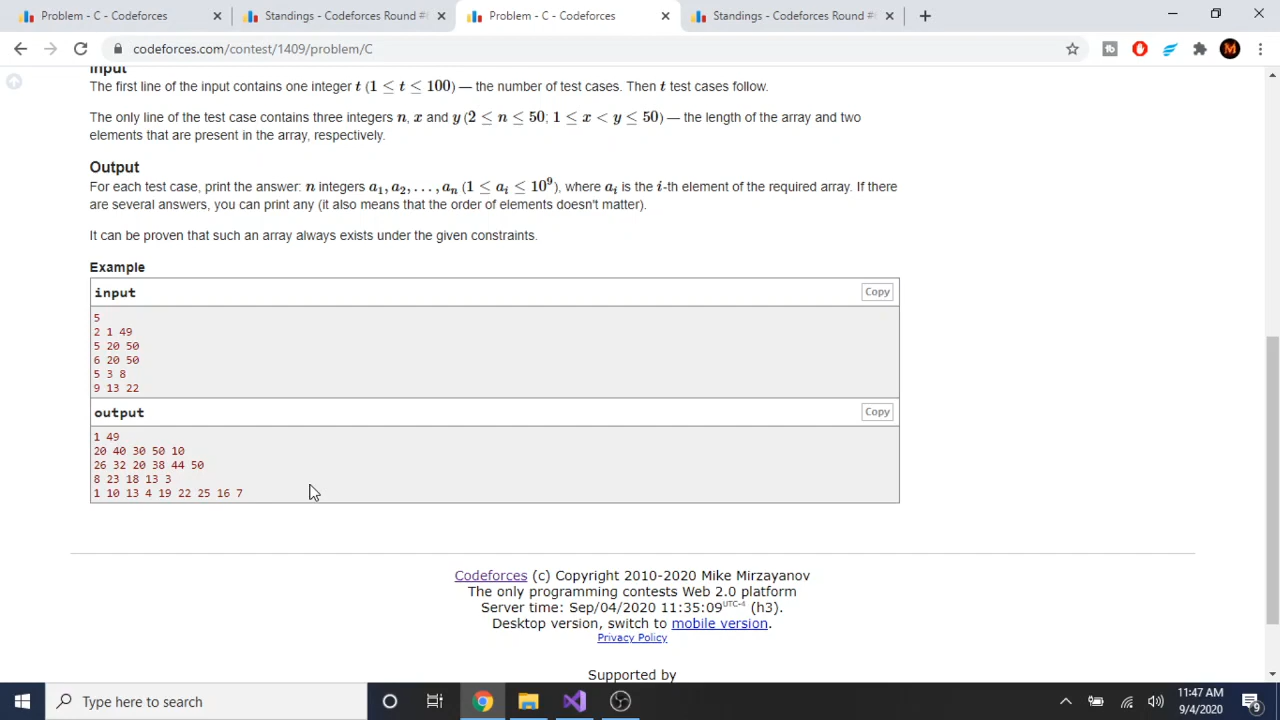 Problem - C - Codeforces
Standings - Codeforces Round #
Problem - C - Codeforces
Standings - Codeforces Round #
codeforces.com/contest/1409/problem/C
Input
The first line of the input contains one integer t (1 ≤ t ≤ 100) — the number of test cases. Then t test cases follow.
The only line of the test case contains three integers n, x and y (2 ≤ n ≤ 50; 1 ≤ x < y ≤ 50) — the length of the array and two
elements that are present in the array, respectively.
Output
For each test case, print the answer: n integers a₁, a₂, …, aₙ (1 ≤ aᵢ ≤ 10⁹), where aᵢ is the i-th element of the required array. If there
are several answers, you can print any (it also means that the order of elements doesn't matter).
It can be proven that such an array always exists under the given constraints.
Example
input
Copy
5
2 1 49
5 20 50
6 20 50
5 3 8
9 13 22
output
Copy
1 49
20 40 30 50 10
26 32 20 38 44 50
8 23 18 13 3
1 10 13 4 19 22 25 16 7
Codeforces (c) Copyright 2010-2020 Mike Mirzayanov
The only programming contests Web 2.0 platform
Server time: Sep/04/2020 11:35:09 UTC-4 (h3).
Desktop version, switch to mobile version.
Privacy Policy
Supported by
Type here to search
11:47 AM
9/4/2020
9